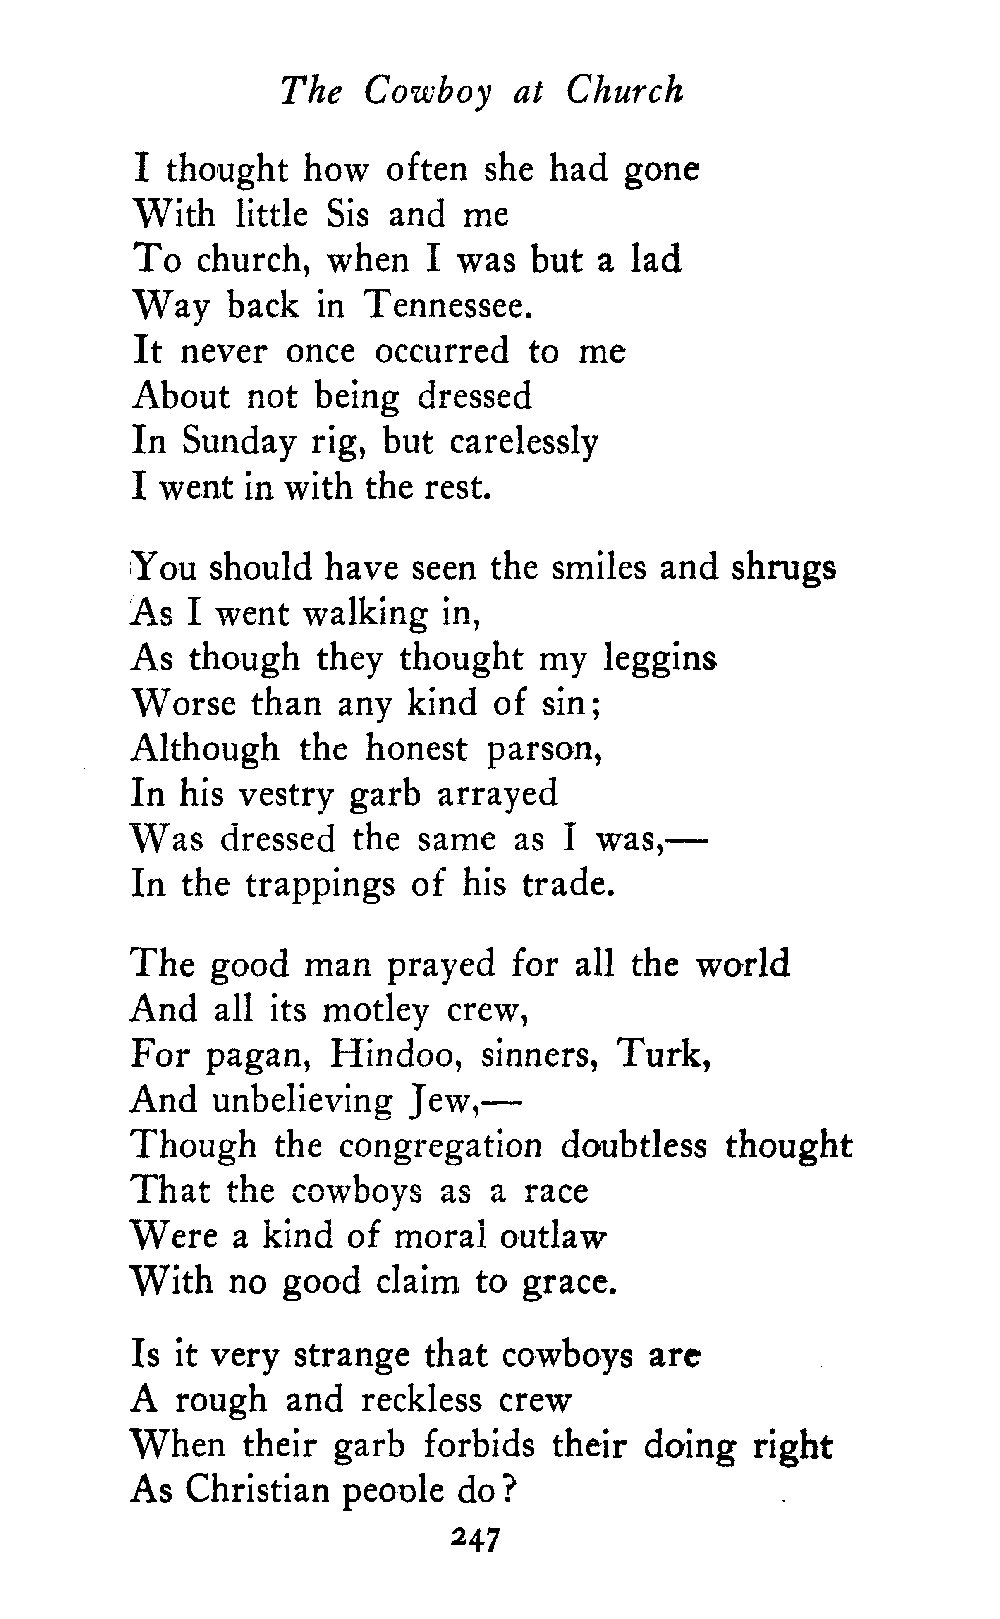 The Cowboy at Church
I thought how often she had gone
With little Sis and me
To church, when I was but a lad
Way back in Tennessee.
It never once occurred to me
About not being dressed
In Sunday rig, but carelessly
I went in with the rest.
You should have seen the smiles and shrugs
As I went walking in,
As though they thought my leggins
Worse than any kind of sin;
Although the honest parson,
In his vestry garb arrayed
Was dressed the same as I was,—
In the trappings of his trade.
The good man prayed for all the world
And all its motley crew,
For pagan, Hindoo, sinners, Turk,
And unbelieving Jew,—
Though the congregation doubtless thought
That the cowboys as a race
Were a kind of moral outlaw
With no good claim to grace.
Is it very strange that cowboys are
A rough and reckless crew
When their garb forbids their doing right
As Christian people do?
247